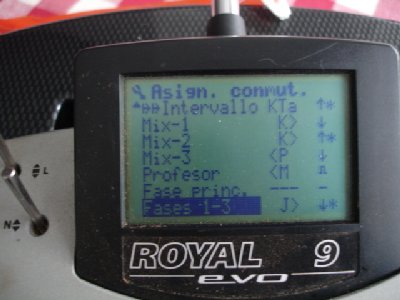 Asign. conmut.
Intervallo KTa ↑*
Mix-1 K> ↓
Mix-2 K> ↑*
Mix-3 <P ↓
Profesor <M
Fase princ. --- -
Fases 1-3 J> ↓*
L
N
ROYAL 9
evo